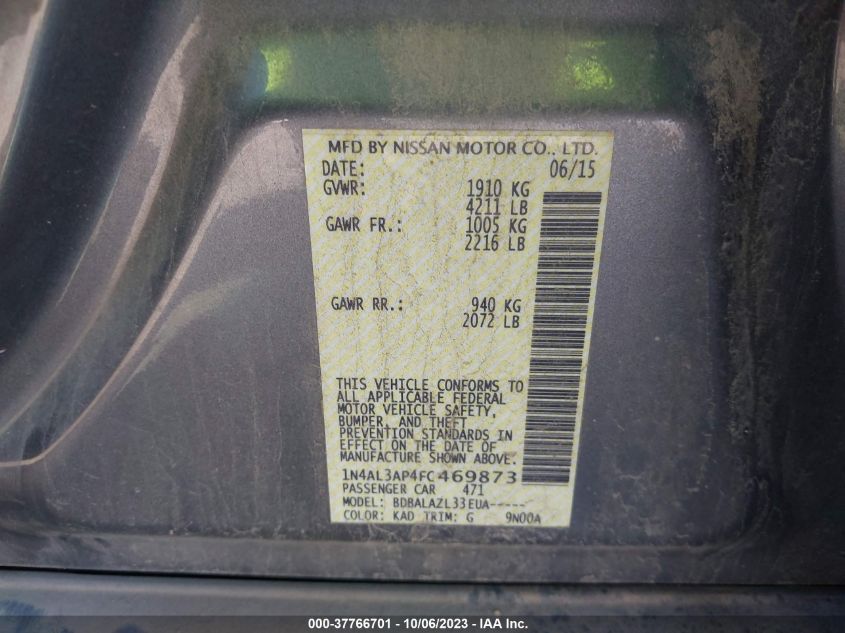 MFD BY NISSAN MOTOR CO., LTD.
DATE: 06/15
GVWR: 1910 KG
4211 LB
GAWR FR.: 1005 KG
2216 LB
GAWR RR.: 940 KG
2072 LB
THIS VEHICLE CONFORMS TO
ALL APPLICABLE FEDERAL
MOTOR VEHICLE SAFETY,
BUMPER, AND THEFT
PREVENTION STANDARDS IN
EFFECT ON THE DATE OF
MANUFACTURE SHOWN ABOVE.
1N4AL3AP4FC469873
PASSENGER CAR 471
MODEL: BDBALAZL33EUA-----
COLOR: KAD TRIM: G 9N00A
000-37766701 - 10/06/2023 - IAA Inc.